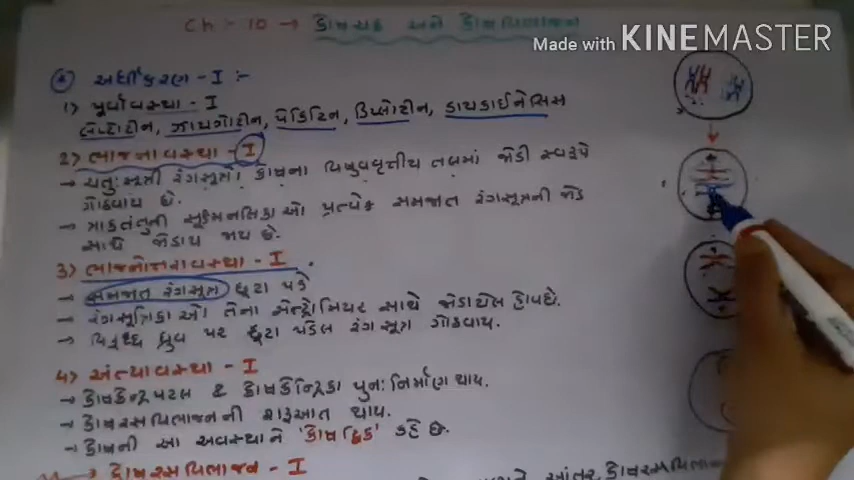 Ch - 10 → કોષચક્ર અને કોષવિભાજન
Made with KINEMASTER
* અર્ધીકરણ - I :-
1) પૂર્વાવસ્થા - I
લેપ્ટોટીન, ઝાયગોટીન, પેકિટિન, ડિપ્લોટીન, ડાયકાઈનેસિસ
2) ભાજનાવસ્થા - I
→ ચતુઃસૂત્રી રંગસૂત્રો કોષના વિષુવવૃત્તીય તલમાં જોડી સ્વરૂપે
ગોઠવાય છે.
→ ત્રાકતંતુની સૂક્ષ્મનલિકાઓ પ્રત્યેક સમજાત રંગસૂત્રની જોડ
સાથે જોડાય જાય છે.
3) ભાજનોત્તરાવસ્થા - I .
→ સમજાત રંગસૂત્ર છૂટા પડે
→ રંગસૂત્રિકાઓ તેના સેન્ટ્રોમિયર સાથે જોડાયેલ હોય છે.
→ વિરુદ્ધ ધ્રુવ પર છૂટા પડેલ રંગસૂત્ર ગોઠવાય.
4) અંત્યાવસ્થા - I
→ કોષકેન્દ્રપટલ & કોષકેન્દ્રિકા પુનઃનિર્માણ થાય.
→ કોષરસવિભાજનની શરૂઆત થાય.
→ કોષની આ અવસ્થાને 'કોષદ્વિક' કહે છે.
→ કોષરસવિભાજન - I
આંતર કોષરસવિભા